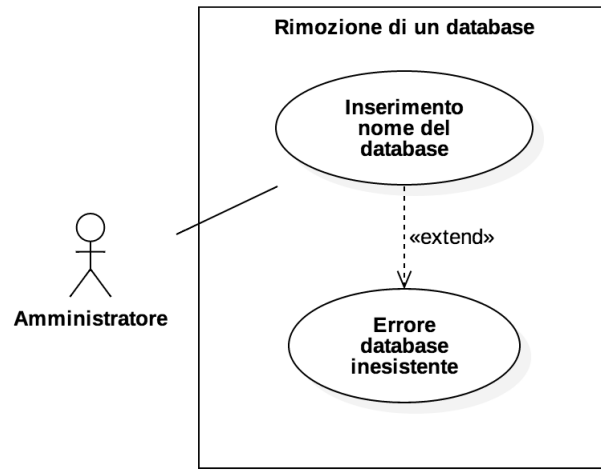 Rimozione di un database
Inserimento
nome del
database
«extend»
Amministratore
Errore
database
inesistente